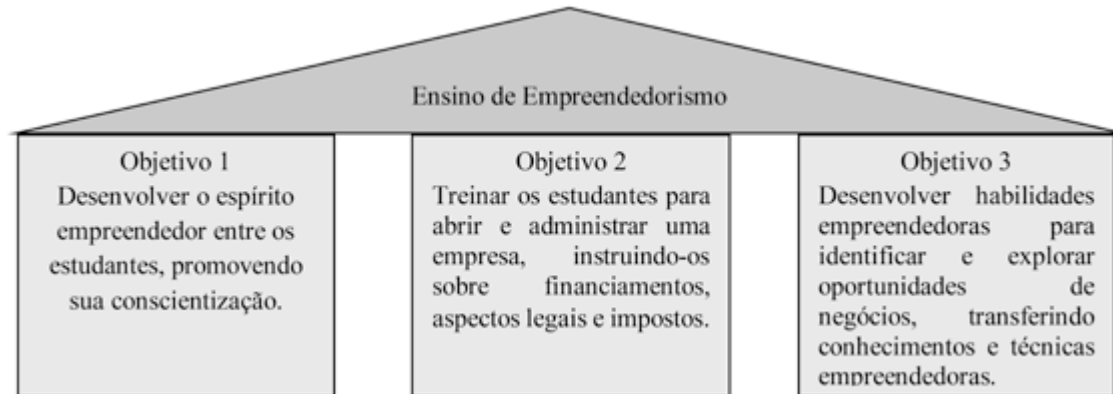 Ensino de Empreendedorismo
Objetivo 1
Desenvolver o espírito
empreendedor entre os
estudantes, promovendo
sua conscientização.
Objetivo 2
Treinar os estudantes para
abrir e administrar uma
empresa, instruindo-os
sobre financiamentos,
aspectos legais e impostos.
Objetivo 3
Desenvolver habilidades
empreendedoras para
identificar e explorar
oportunidades de
negócios, transferindo
conhecimentos e técnicas
empreendedoras.